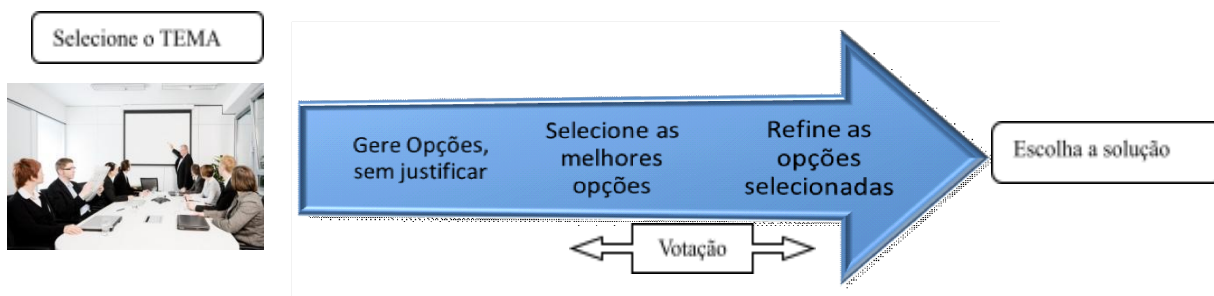 Selecione o TEMA
Gere Opções,
sem justificar
Selecione as
melhores
opções
Refine as
opções
selecionadas
Votação
Escolha a solução